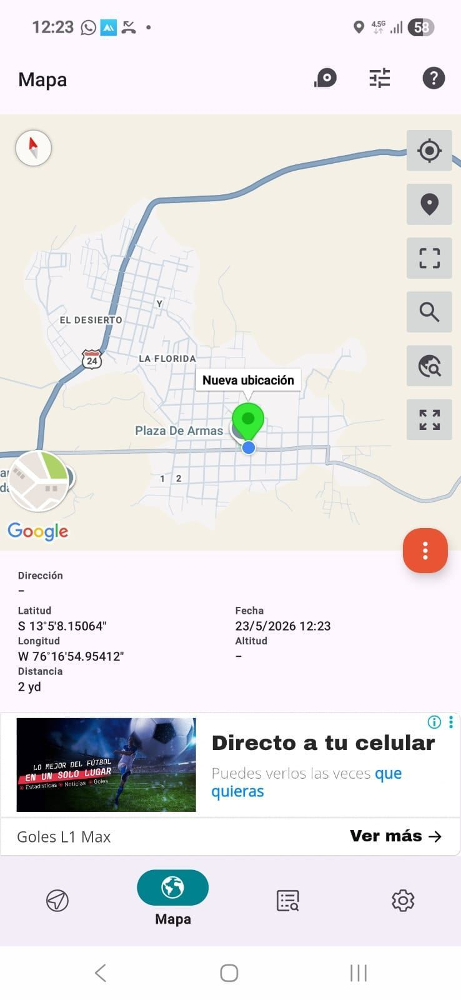 12:23
4.5G
58
Mapa
EL DESIERTO
Y
24
LA FLORIDA
Nueva ubicación
Plaza De Armas
1 2
Google
Dirección
–
Latitud
S 13°5'8.15064"
Longitud
W 76°16'54.95412"
Distancia
2 yd
Fecha
23/5/2026 12:23
Altitud
–
LO MEJOR DEL FÚTBOL
EN UN SOLO LUGAR
Estadísticas Noticias Goles
Directo a tu celular
Puedes verlos las veces que
quieras
Goles L1 Max
Ver más →
Mapa